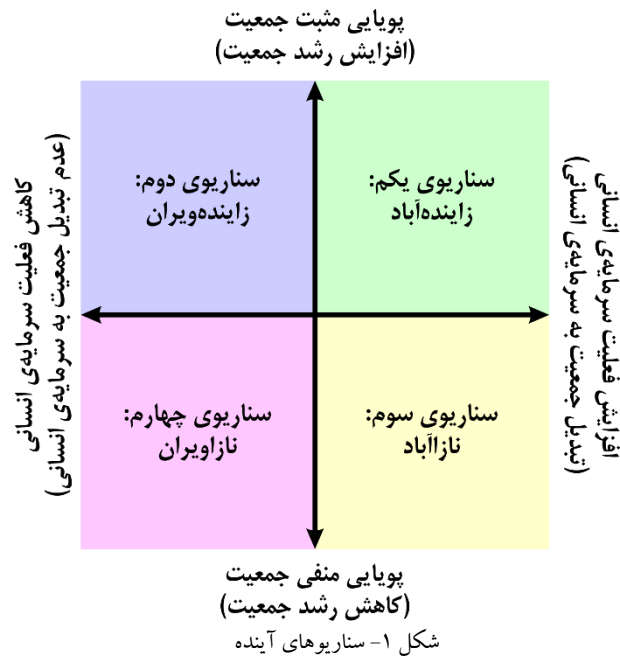 پویایی مثبت جمعیت
(افزایش رشد جمعیت)
سناریوی یکم:
زاینده‌آباد
سناریوی دوم:
زاینده‌ویران
افزایش فعلیت سرمایه‌ی انسانی
(تبدیل جمعیت به سرمایه‌ی انسانی)
کاهش فعلیت سرمایه‌ی انسانی
(عدم تبدیل جمعیت به سرمایه‌ی انسانی)
سناریوی سوم:
نازاآباد
سناریوی چهارم:
نازاویران
پویایی منفی جمعیت
(کاهش رشد جمعیت)
شکل ۱- سناریوهای آینده